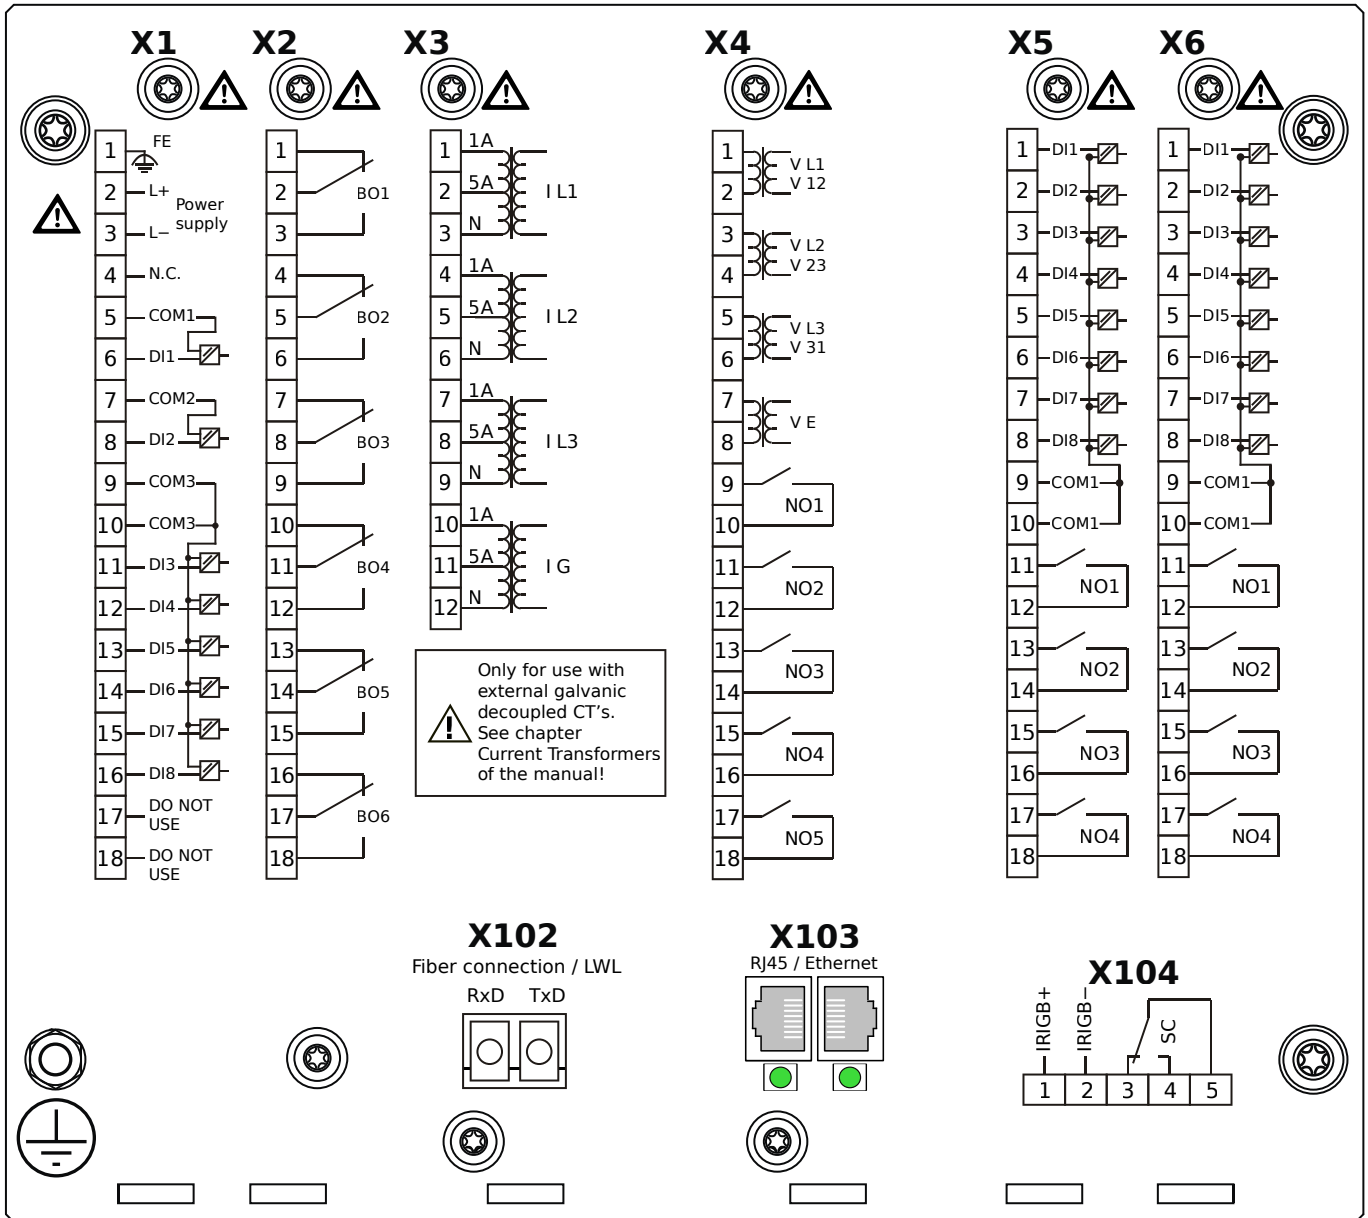 X1
1 FE
2 L+
Power
supply
3 L−
4 N.C.
5 COM1
6 DI1
7 COM2
8 DI2
9 COM3
10 COM3
11 DI3
12 DI4
13 DI5
14 DI6
15 DI7
16 DI8
17 DO NOT
USE
18 DO NOT
USE
X2
1
2 BO1
3
4
5 BO2
6
7
8 BO3
9
10
11 BO4
12
13
14 BO5
15
16
17 BO6
18
X3
1 1A
2 5A I L1
3 N
4 1A
5 5A I L2
6 N
7 1A
8 5A I L3
9 N
10 1A
11 5A I G
12 N
Only for use with
external galvanic
decoupled CT's.
See chapter
Current Transformers
of the manual!
X4
1 V L1
2 V 12
3 V L2
4 V 23
5 V L3
6 V 31
7
V E
8
9
NO1
10
11
NO2
12
13
NO3
14
15
NO4
16
17
NO5
18
X5
1 DI1
2 DI2
3 DI3
4 DI4
5 DI5
6 DI6
7 DI7
8 DI8
9 COM1
10 COM1
11
NO1
12
13
NO2
14
15
NO3
16
17
NO4
18
X6
1 DI1
2 DI2
3 DI3
4 DI4
5 DI5
6 DI6
7 DI7
8 DI8
9 COM1
10 COM1
11
NO1
12
13
NO2
14
15
NO3
16
17
NO4
18
X102
Fiber connection / LWL
RxD TxD
X103
RJ45 / Ethernet
X104
IRIGB+
IRIGB−
SC
1 2 3 4 5